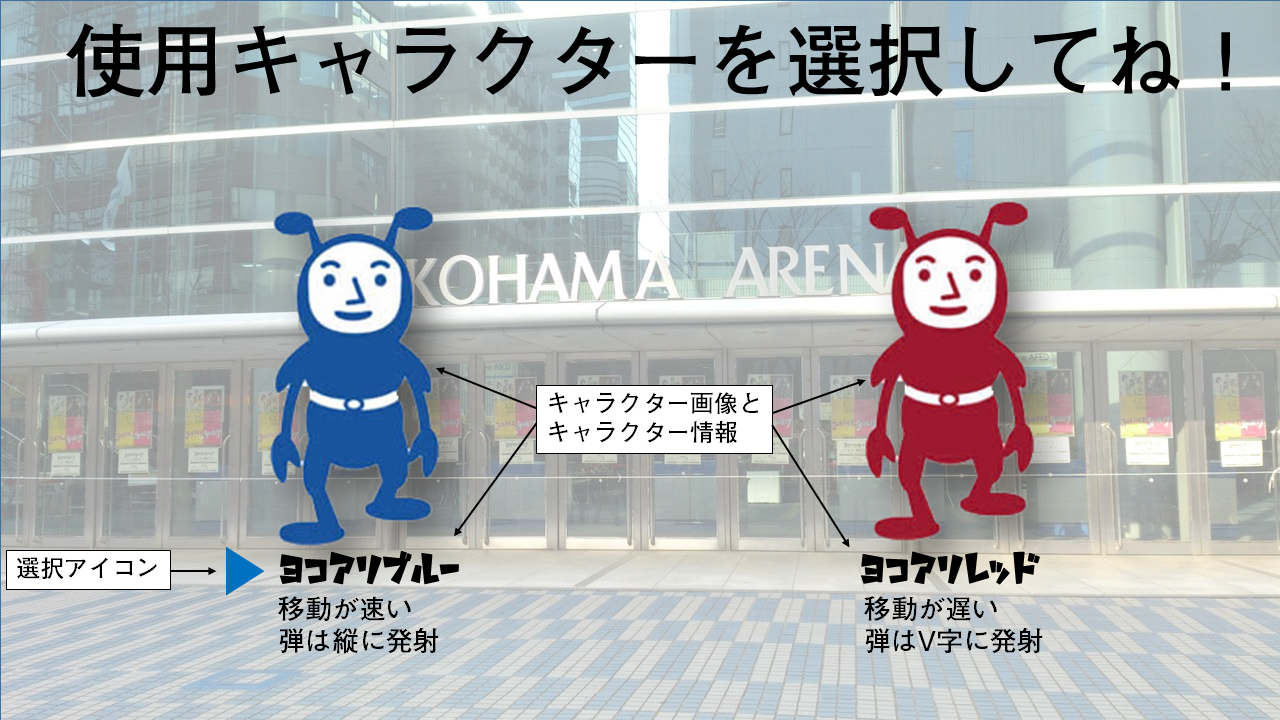 使用キャラクターを選択してね！
KOHAMA AREN
キャラクター画像と
キャラクター情報
選択アイコン
ヨコアリブルー
移動が速い
弾は縦に発射
ヨコアリレッド
移動が遅い
弾はV字に発射